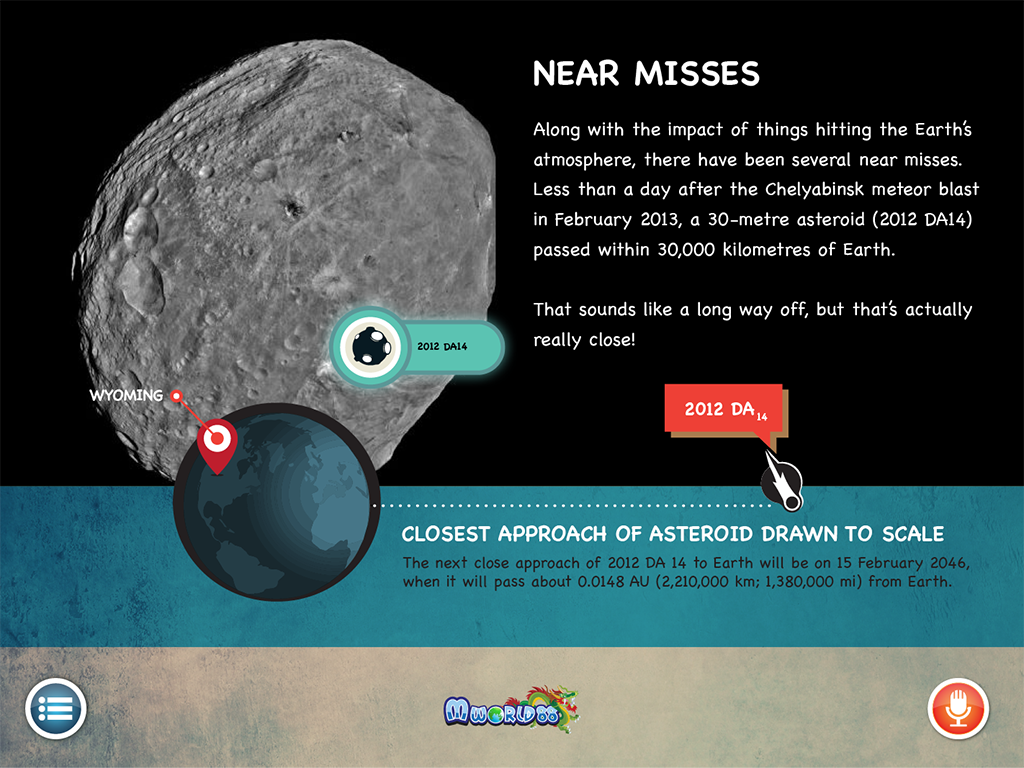 NEAR MISSES
Along with the impact of things hitting the Earth's
atmosphere, there have been several near misses.
Less than a day after the Chelyabinsk meteor blast
in February 2013, a 30-metre asteroid (2012 DA14)
passed within 30,000 kilometres of Earth.
That sounds like a long way off, but that's actually
really close!
2012 DA14
WYOMING
2012 DA14
CLOSEST APPROACH OF ASTEROID DRAWN TO SCALE
The next close approach of 2012 DA 14 to Earth will be on 15 February 2046,
when it will pass about 0.0148 AU (2,210,000 km; 1,380,000 mi) from Earth.
MWORLD88